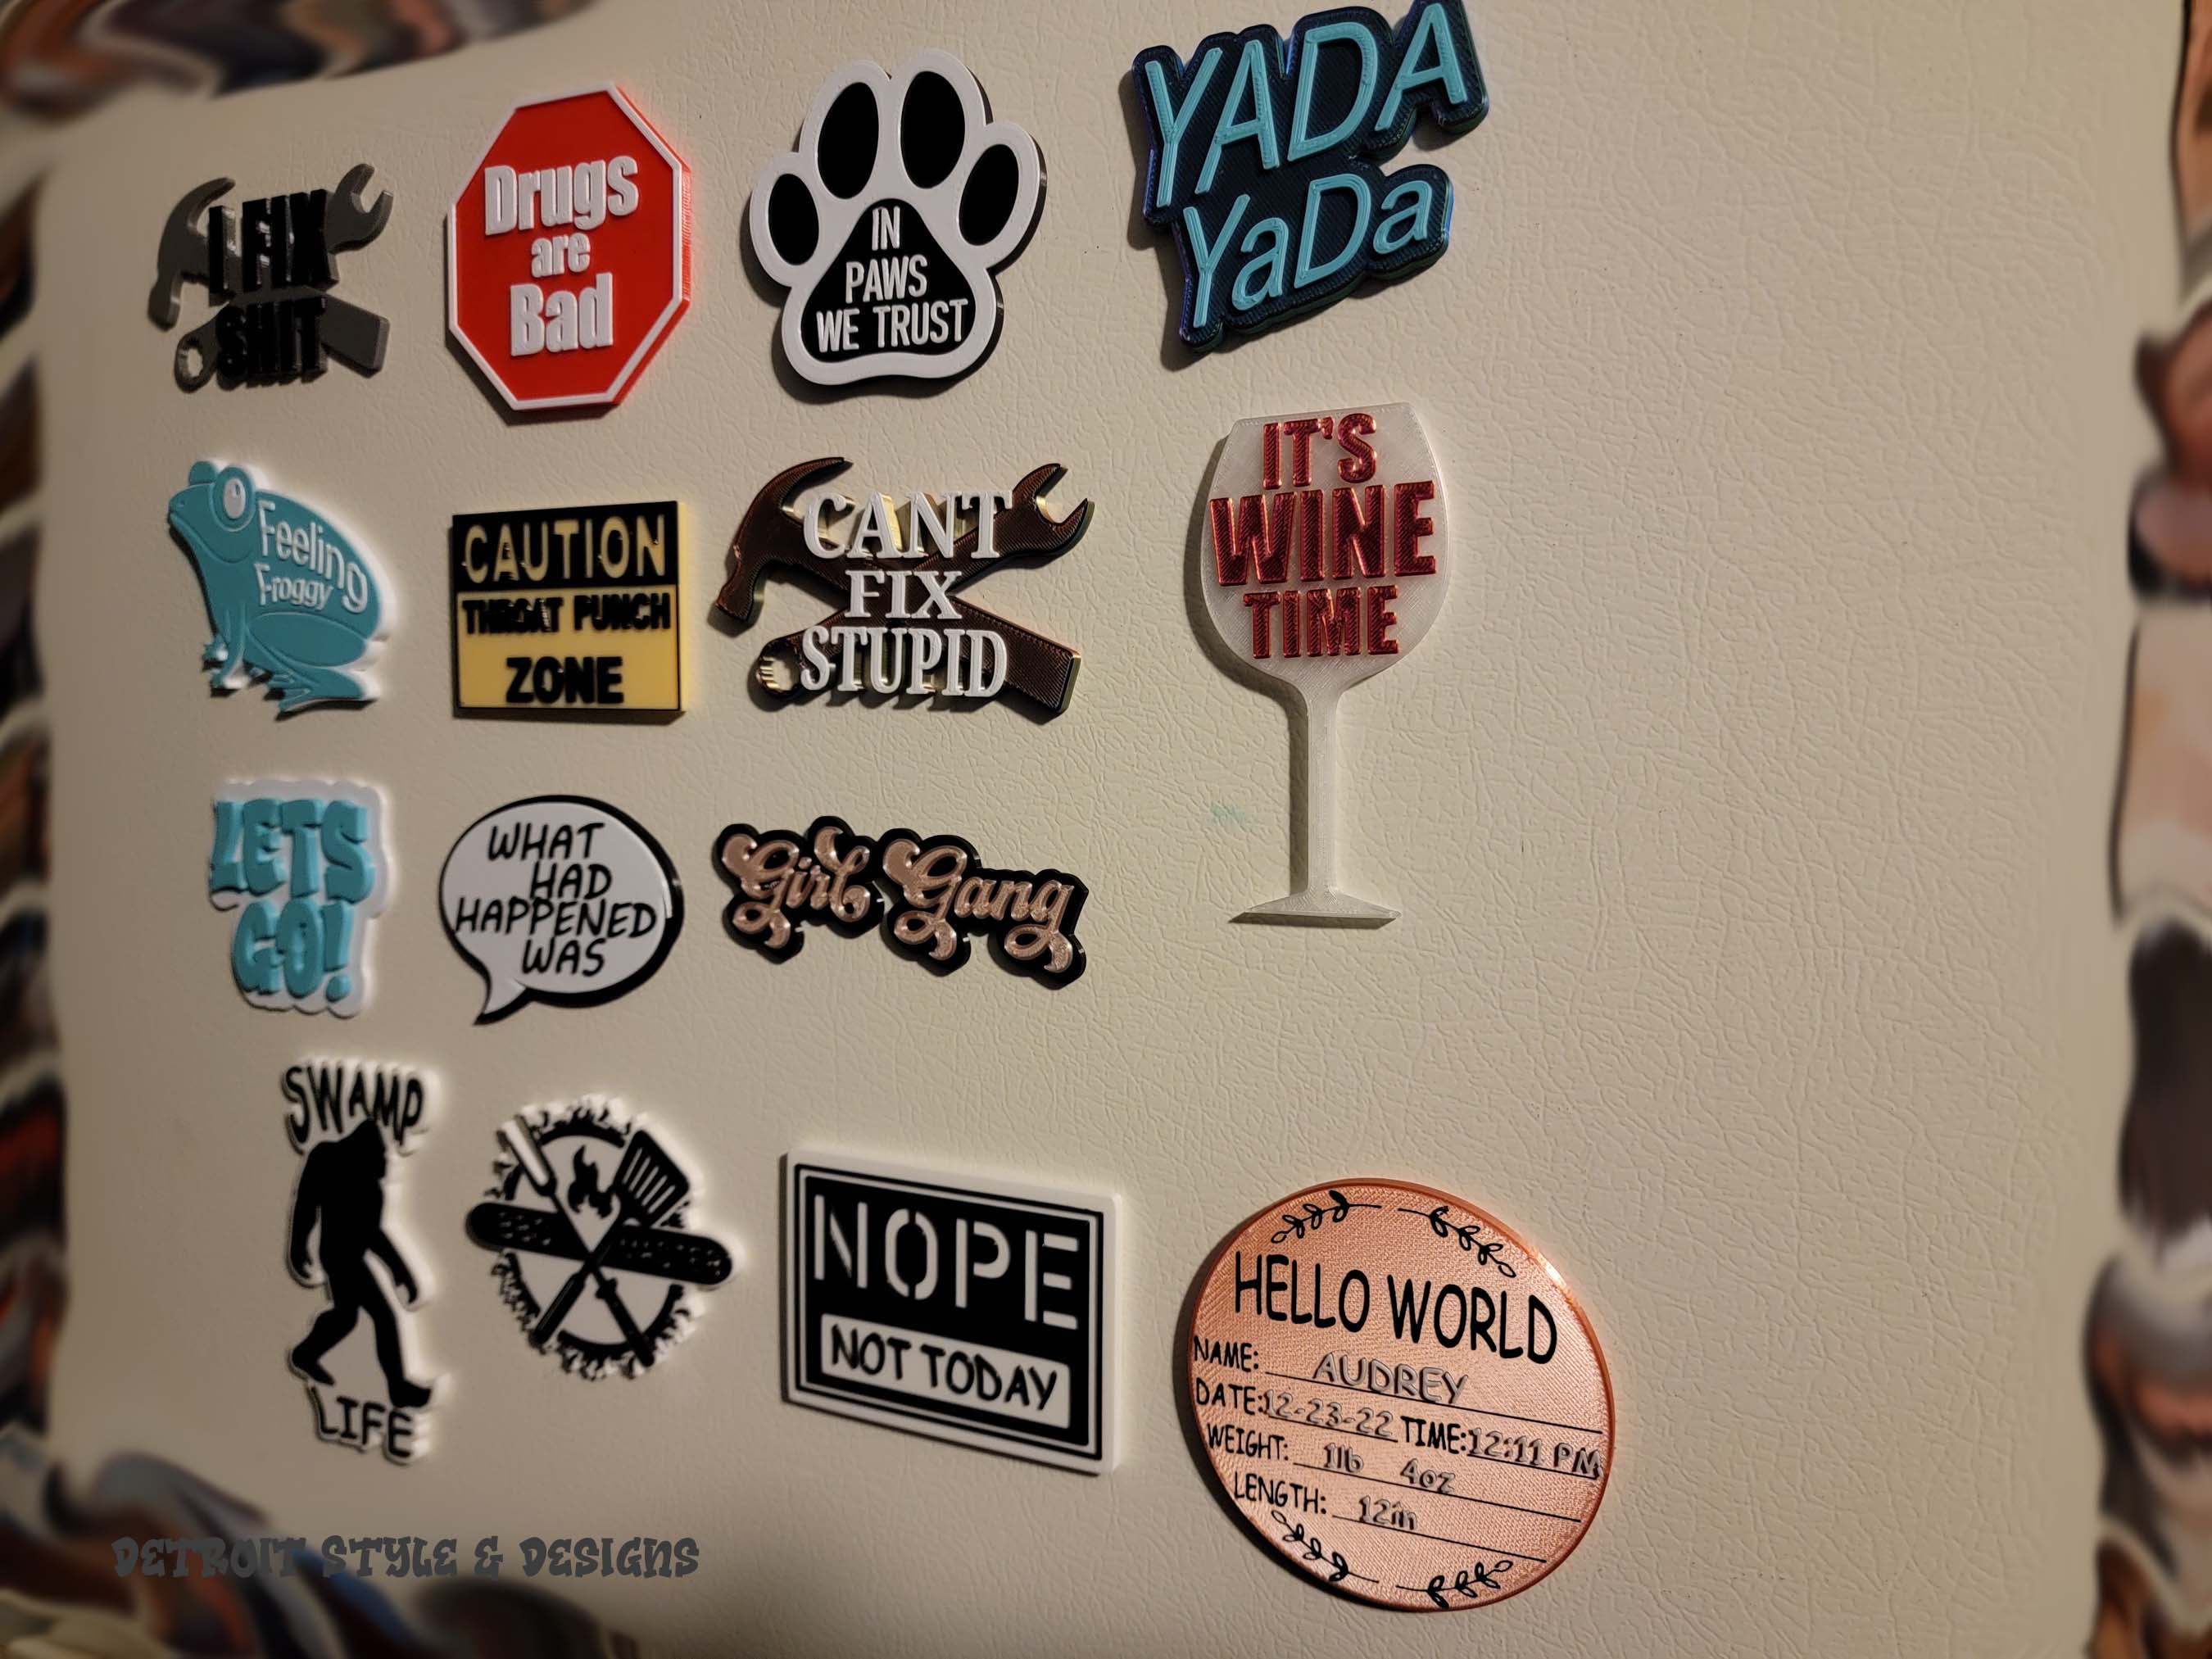 I FIX
SHIT
Drugs
are
Bad
IN
PAWS
WE TRUST
YADA
YaDa
Feeling
Froggy
CAUTION
THROAT PUNCH
ZONE
CANT
FIX
STUPID
IT'S
WINE
TIME
LETS
GO!
WHAT
HAD
HAPPENED
WAS
Girl Gang
SWAMP
LIFE
NOPE
NOT TODAY
HELLO WORLD
NAME: AUDREY
DATE:12-23-22 TIME:12:11 PM
WEIGHT: 1lb 4oz
LENGTH: 12in
DETROIT STYLE & DESIGNS